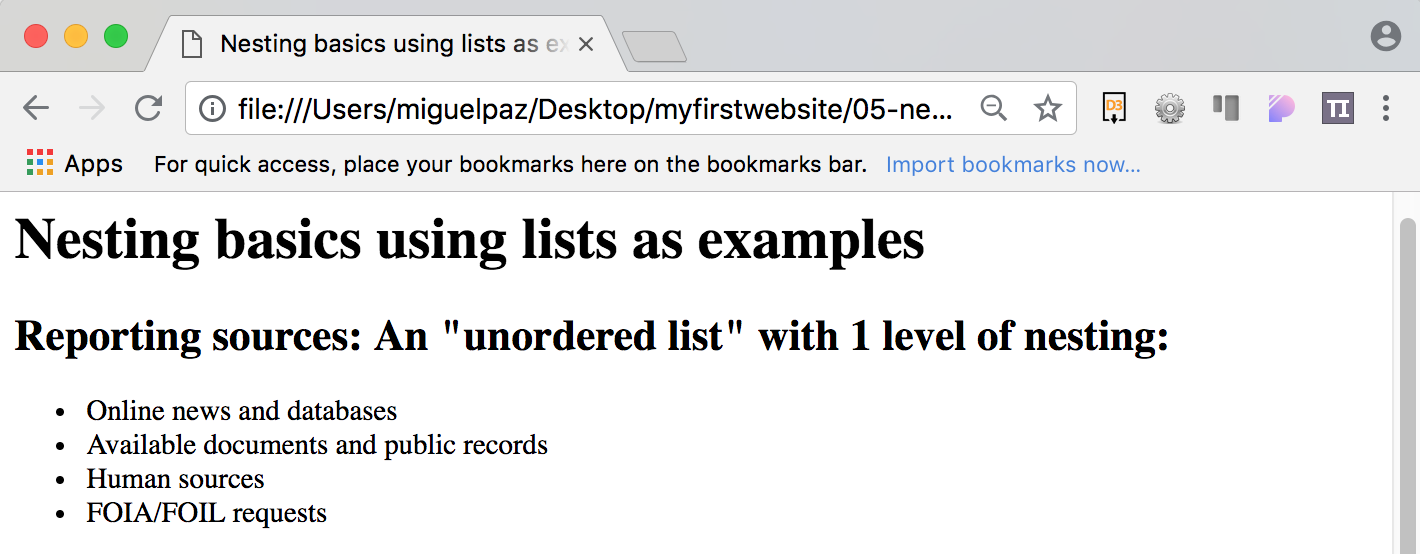 Nesting basics using lists as ex
file:///Users/miguelpaz/Desktop/myfirstwebsite/05-ne...
D3
Apps
For quick access, place your bookmarks here on the bookmarks bar. Import bookmarks now...
Nesting basics using lists as examples
Reporting sources: An "unordered list" with 1 level of nesting:
• Online news and databases
• Available documents and public records
• Human sources
• FOIA/FOIL requests